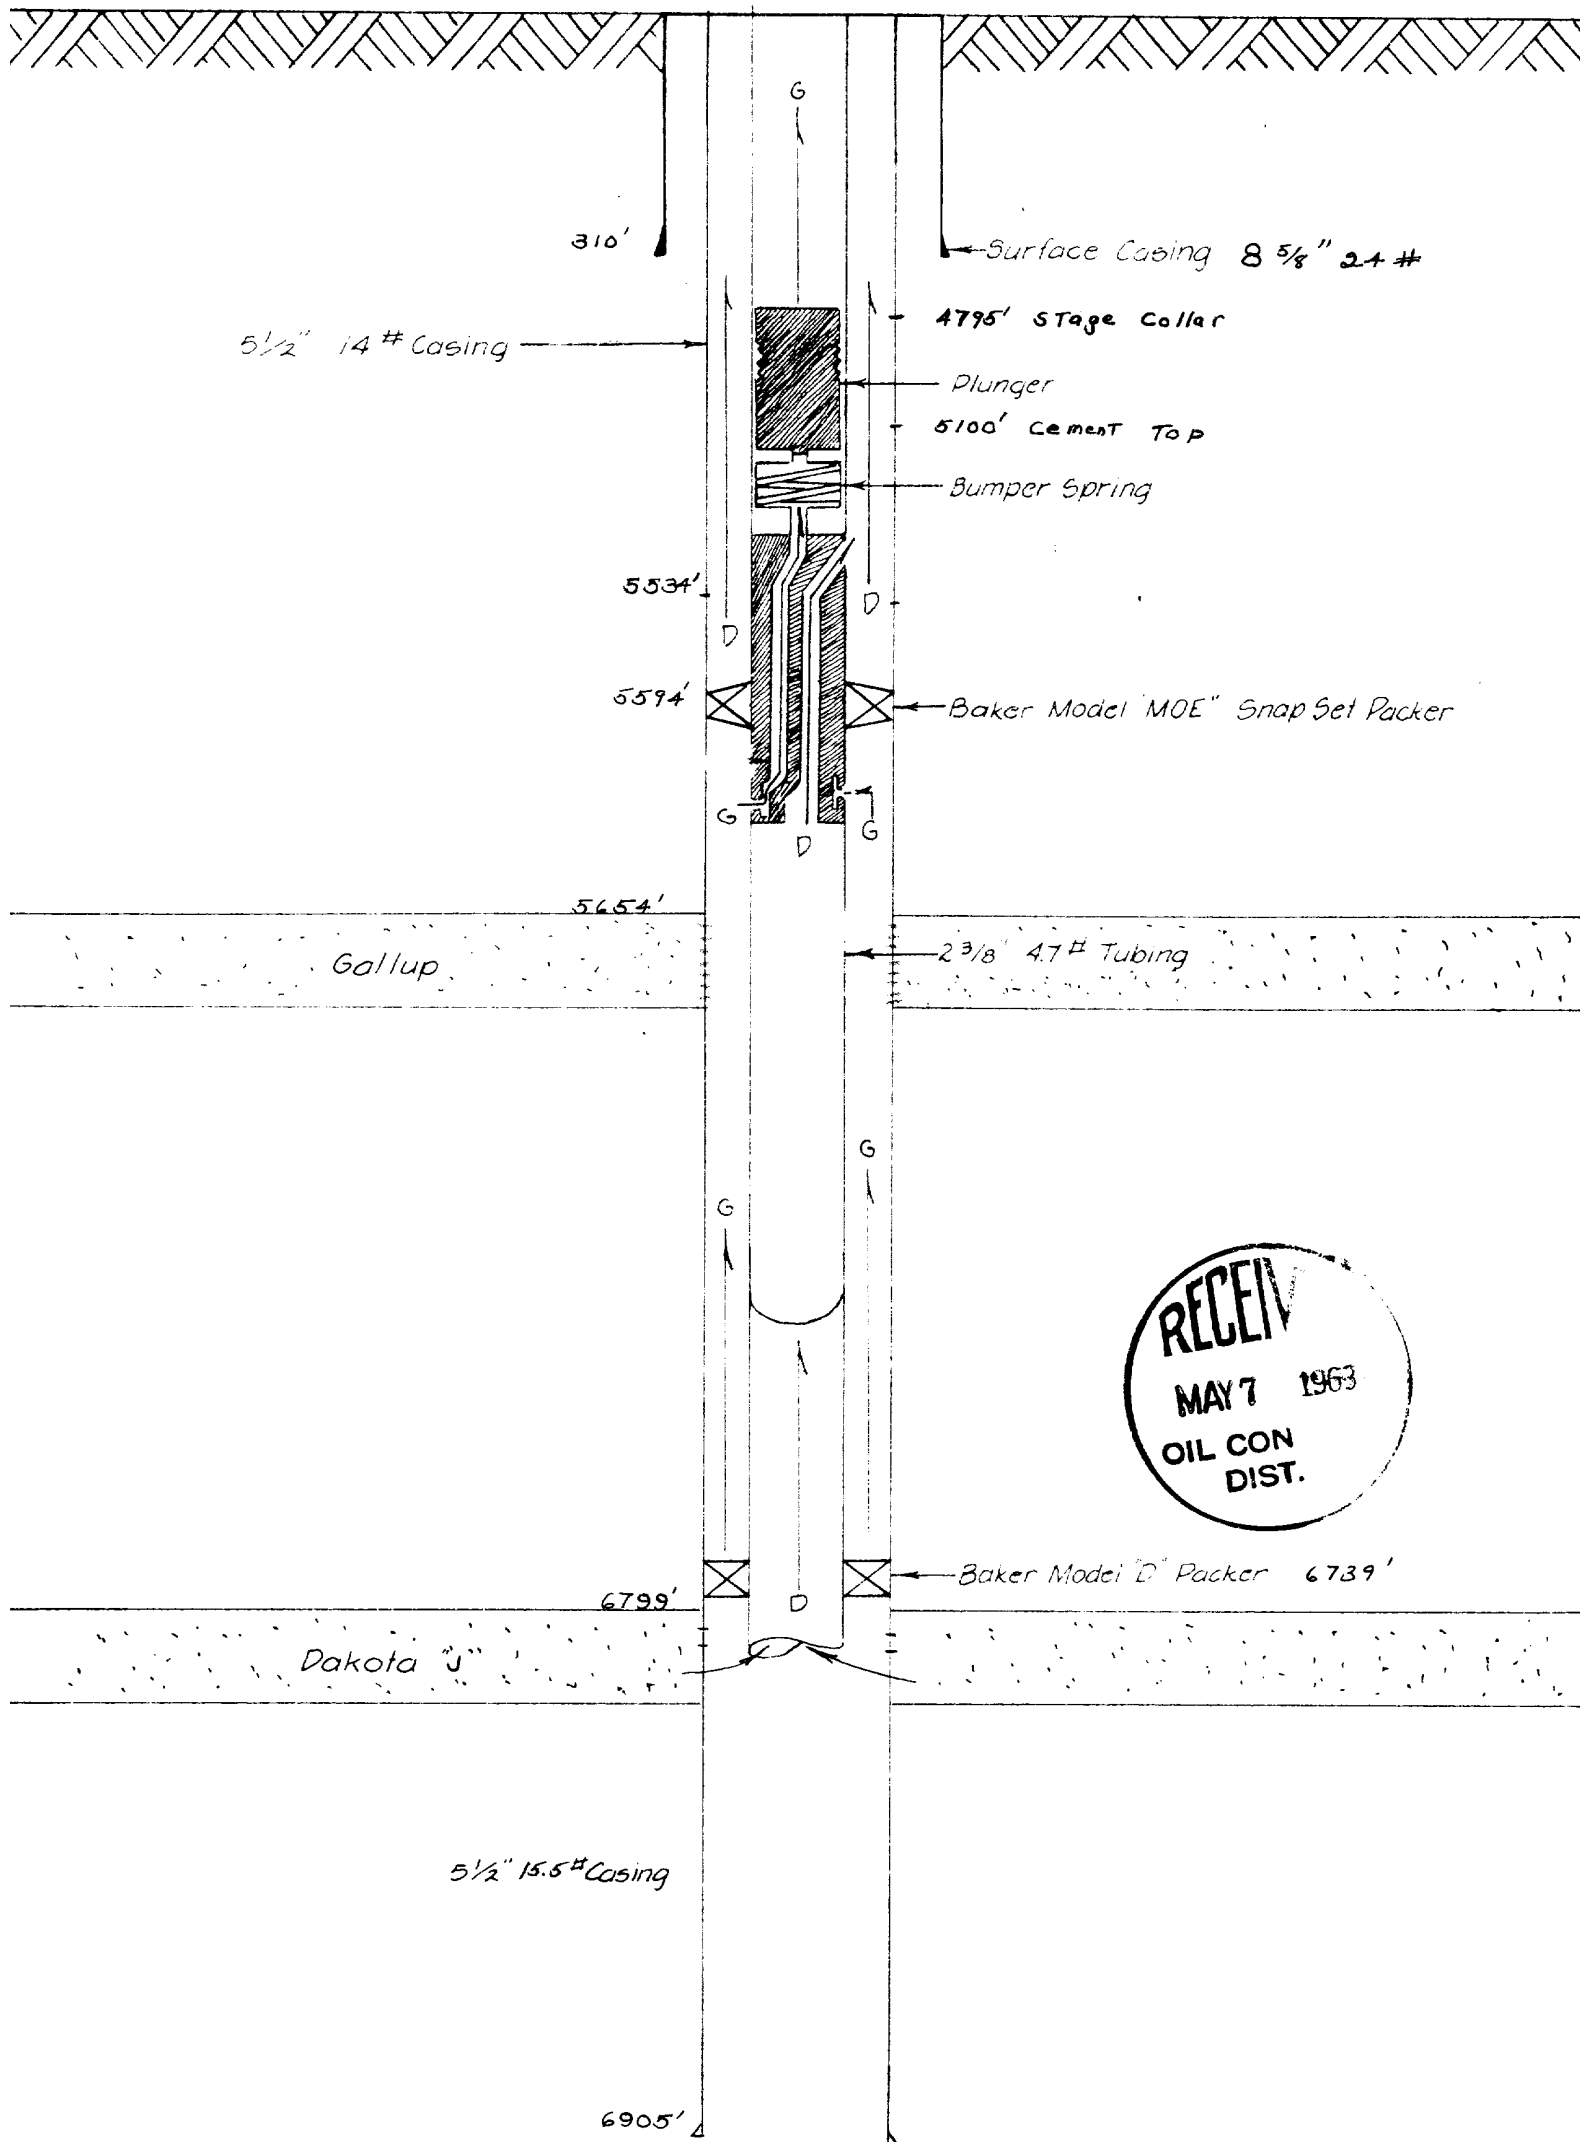 G
310'
Surface Casing 8 5/8" 24 #
4795' Stage Collar
5 1/2" 14 # Casing
Plunger
5100' Cement Top
Bumper Spring
5534'
D
D
5594'
Baker Model "MOE" Snap Set Packer
G
G
D
5654'
Gallup
2 3/8" 4.7 # Tubing
G
G
RECEIV
MAY 7 1963
OIL CON
DIST.
Baker Model "D" Packer 6739'
6799'
D
Dakota "J"
5 1/2" 15.5 # Casing
6905'